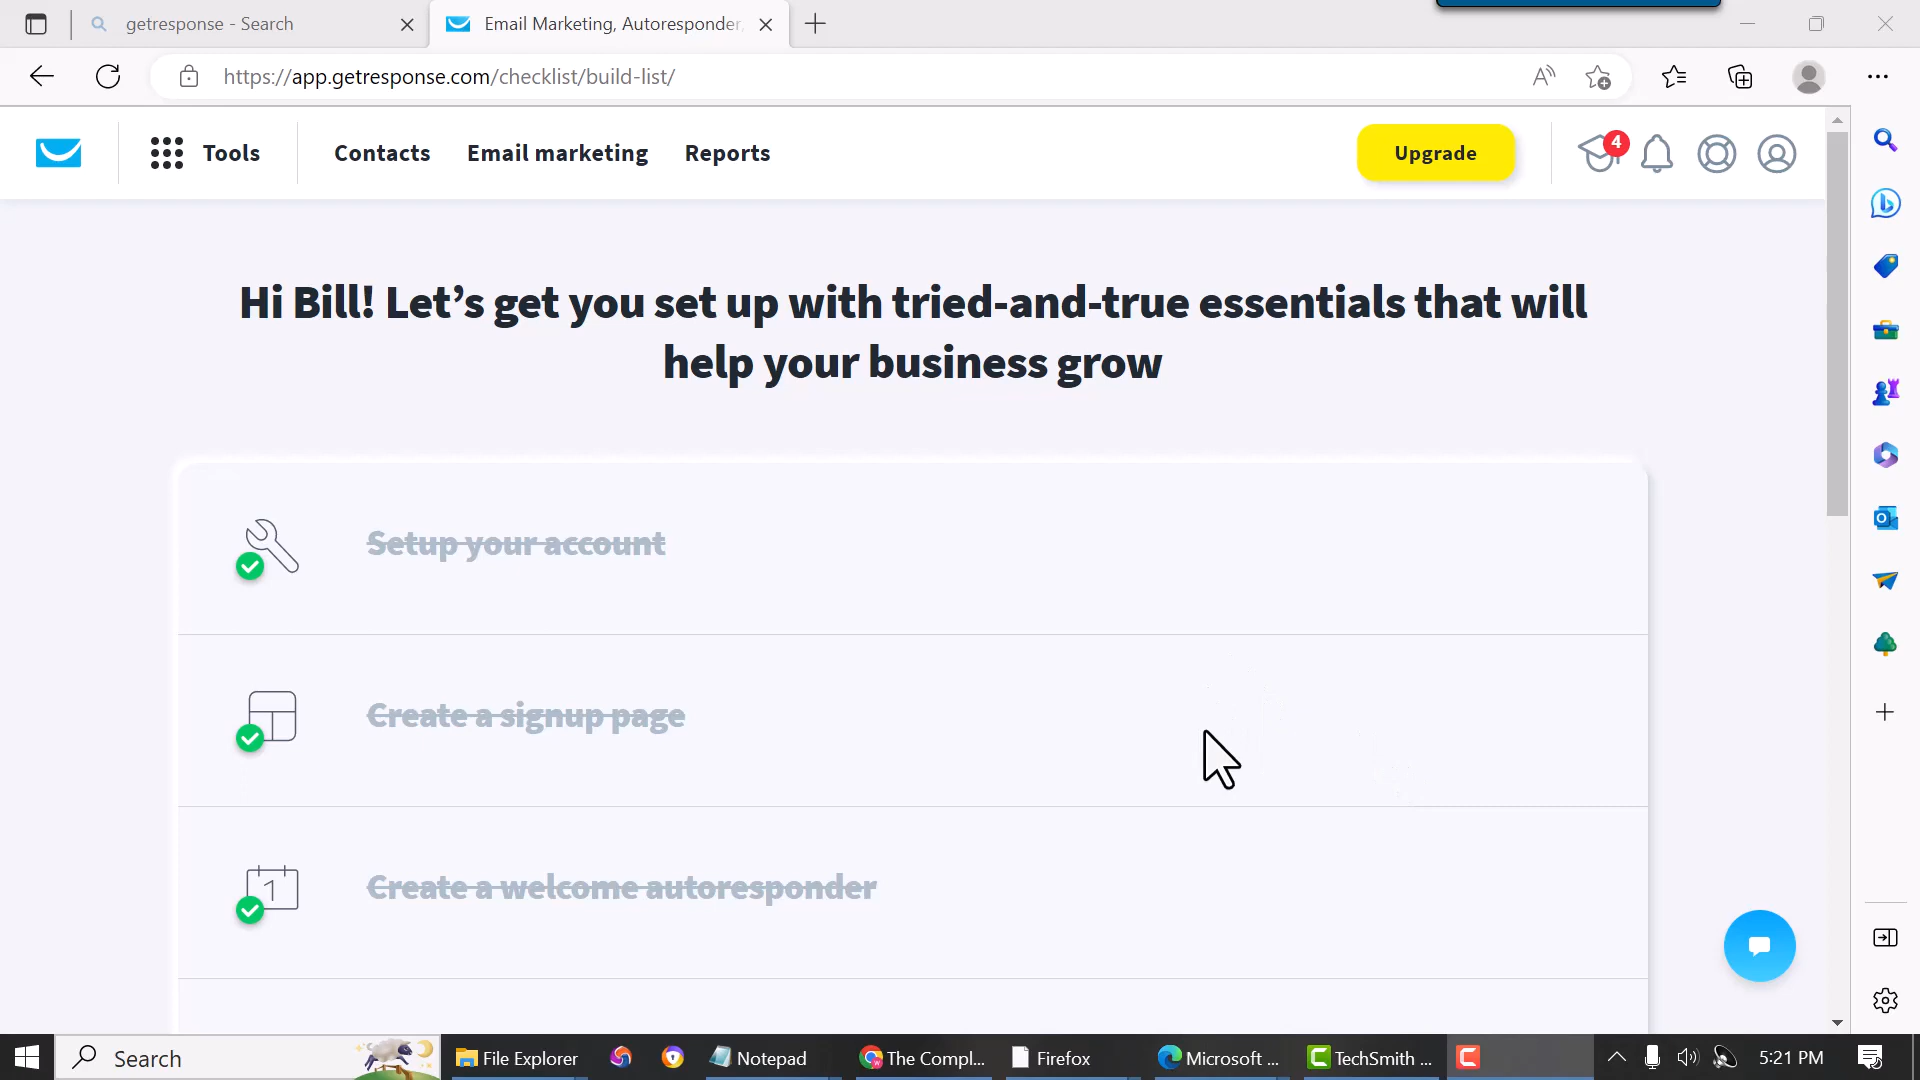 getresponse - Search
Email Marketing, Autoresponder,
https://app.getresponse.com/checklist/build-list/
Tools
Contacts
Email marketing
Reports
Upgrade
4
Hi Bill! Let's get you set up with tried-and-true essentials that will
help your business grow
Setup your account
Create a signup page
1
Create a welcome autoresponder
Search
File Explorer
Notepad
The Compl...
Firefox
Microsoft ...
TechSmith ...
5:21 PM